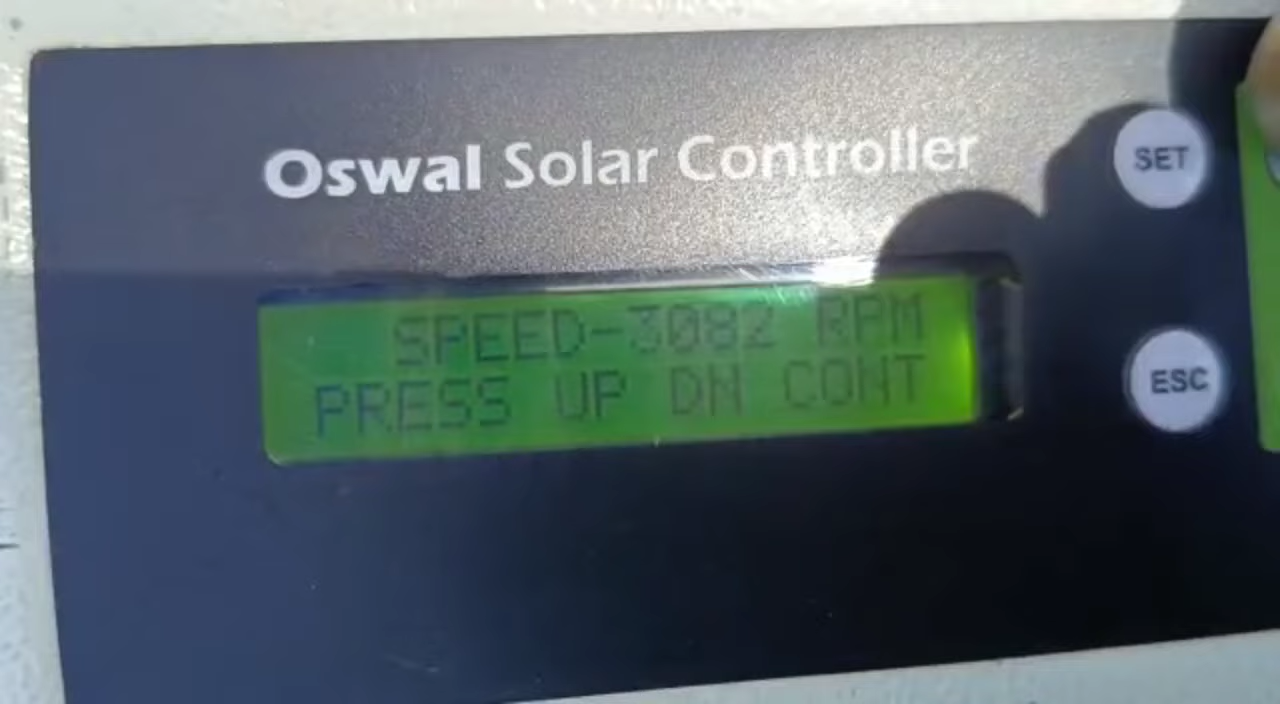 Oswal Solar Controller
SET
SPEED-3082 RPM
PRESS UP DN CONT
ESC